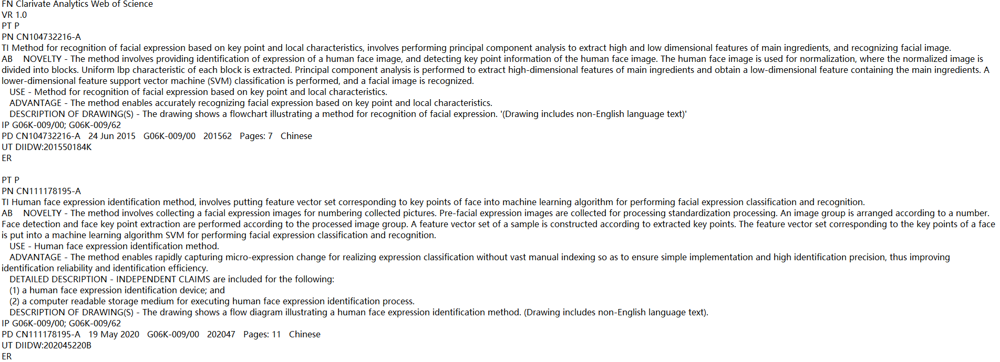 FN Clarivate Analytics Web of Science
VR 1.0
PT P
PN CN104732216-A
TI Method for recognition of facial expression based on key point and local characteristics, involves performing principal component analysis to extract high and low dimensional features of main ingredients, and recognizing facial image.
AB NOVELTY - The method involves providing identification of expression of a human face image, and detecting key point information of the human face image. The human face image is used for normalization, where the normalized image is
divided into blocks. Uniform lbp characteristic of each block is extracted. Principal component analysis is performed to extract high-dimensional features of main ingredients and obtain a low-dimensional feature containing the main ingredients. A
lower-dimensional feature support vector machine (SVM) classification is performed, and a facial image is recognized.
USE - Method for recognition of facial expression based on key point and local characteristics.
ADVANTAGE - The method enables accurately recognizing facial expression based on key point and local characteristics.
DESCRIPTION OF DRAWING(S) - The drawing shows a flowchart illustrating a method for recognition of facial expression. '(Drawing includes non-English language text)'
IP G06K-009/00; G06K-009/62
PD CN104732216-A 24 Jun 2015 G06K-009/00 201562 Pages: 7 Chinese
UT DIIDW:201550184K
ER
PT P
PN CN111178195-A
TI Human face expression identification method, involves putting feature vector set corresponding to key points of face into machine learning algorithm for performing facial expression classification and recognition.
AB NOVELTY - The method involves collecting a facial expression images for numbering collected pictures. Pre-facial expression images are collected for processing standardization processing. An image group is arranged according to a number.
Face detection and face key point extraction are performed according to the processed image group. A feature vector set of a sample is constructed according to extracted key points. The feature vector set corresponding to the key points of a face
is put into a machine learning algorithm SVM for performing facial expression classification and recognition.
USE - Human face expression identification method.
ADVANTAGE - The method enables rapidly capturing micro-expression change for realizing expression classification without vast manual indexing so as to ensure simple implementation and high identification precision, thus improving
identification reliability and identification efficiency.
DETAILED DESCRIPTION - INDEPENDENT CLAIMS are included for the following:
(1) a human face expression identification device; and
(2) a computer readable storage medium for executing human face expression identification process.
DESCRIPTION OF DRAWING(S) - The drawing shows a flow diagram illustrating a human face expression identification method. (Drawing includes non-English language text).
IP G06K-009/00; G06K-009/62
PD CN111178195-A 19 May 2020 G06K-009/00 202047 Pages: 11 Chinese
UT DIIDW:202045220B
ER